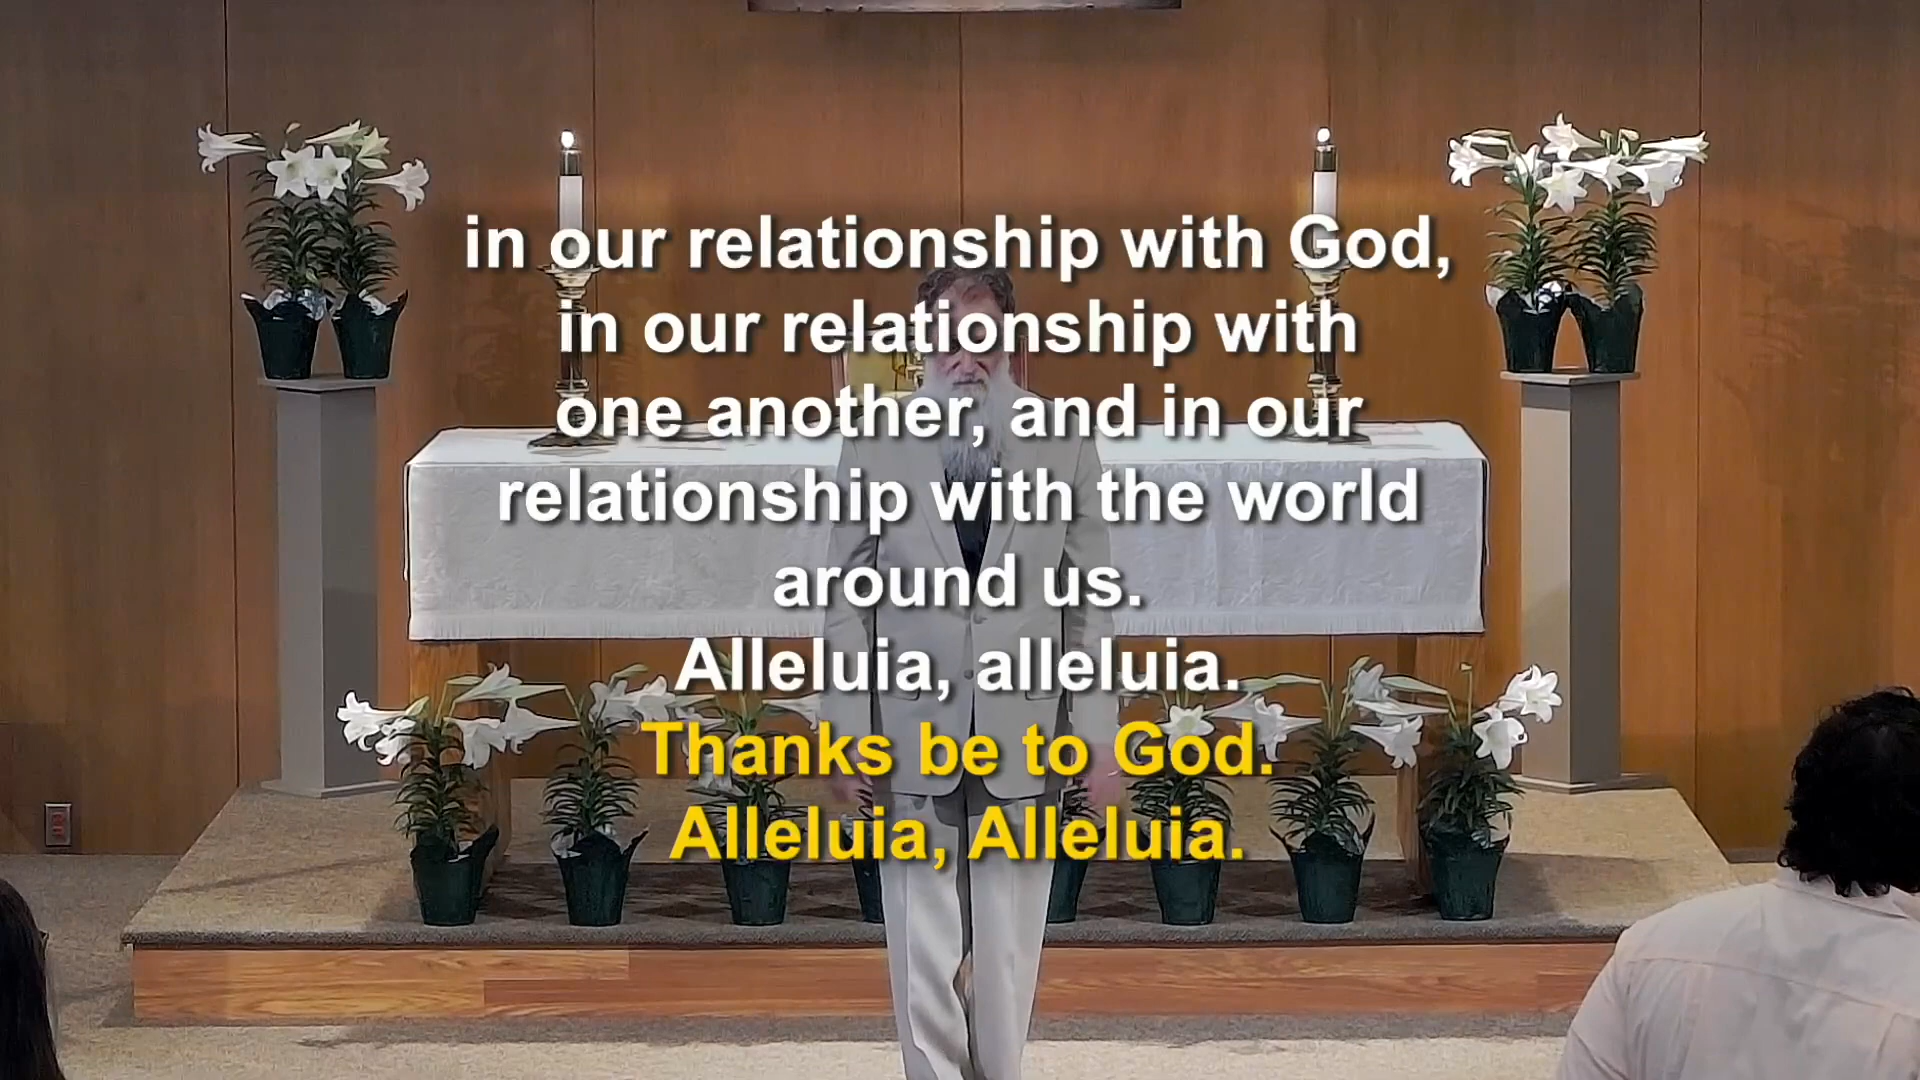 in our relationship with God,
in our relationship with
one another, and in our
relationship with the world
around us.
Alleluia, alleluia.
Thanks be to God.
Alleluia, Alleluia.